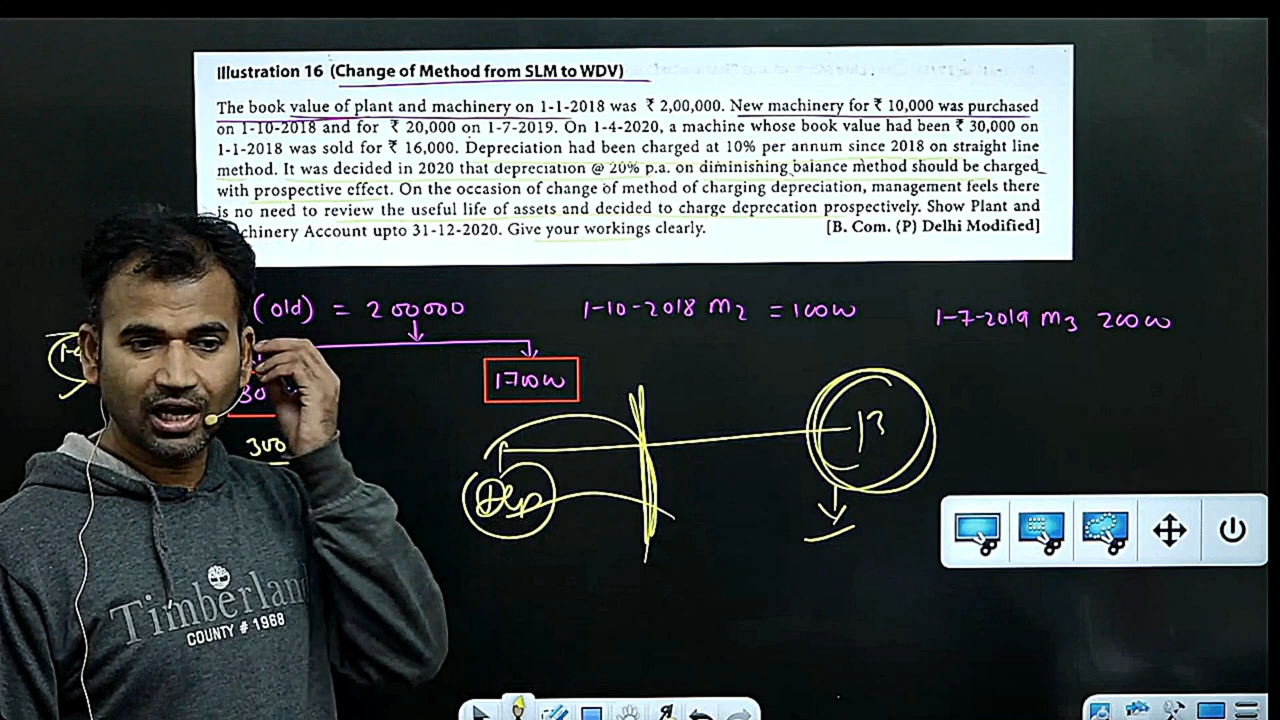 Illustration 16 (Change of Method from SLM to WDV)
The book value of plant and machinery on 1-1-2018 was ₹ 2,00,000. New machinery for ₹ 10,000 was purchased
on 1-10-2018 and for ₹ 20,000 on 1-7-2019. On 1-4-2020, a machine whose book value had been ₹ 30,000 on
1-1-2018 was sold for ₹ 16,000. Depreciation had been charged at 10% per annum since 2018 on straight line
method. It was decided in 2020 that depreciation @ 20% p.a. on diminishing balance method should be charged
with prospective effect. On the occasion of change of method of charging depreciation, management feels there
is no need to review the useful life of assets and decided to charge deprecation prospectively. Show Plant and
chinery Account upto 31-12-2020. Give your workings clearly. [B. Com. (P) Delhi Modified]
(old) = 200000
1-10-2018 M2 = 10000
1-7-2019 M3 20000
170000
30
300
Dep
13
Timberlan
COUNTY # 1968